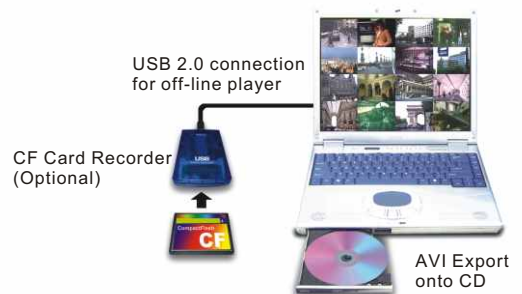 USB 2.0 connection
for off-line player
CF Card Recorder
(Optional)
USB
CompactFlash
CF
AVI Export
onto CD